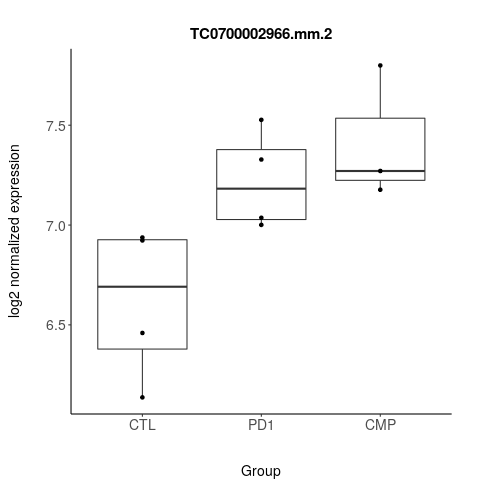 TC0700002966.mm.2
log2 normalized expression
7.5
7.0
6.5
CTL PD1 CMP
Group